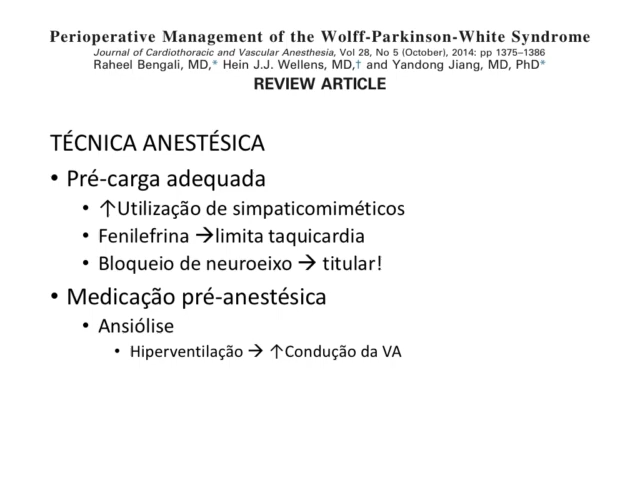 Perioperative Management of the Wolff-Parkinson-White Syndrome
Journal of Cardiothoracic and Vascular Anesthesia, Vol 28, No 5 (October), 2014: pp 1375–1386
Raheel Bengali, MD,* Hein J.J. Wellens, MD,† and Yandong Jiang, MD, PhD*
REVIEW ARTICLE
TÉCNICA ANESTÉSICA
• Pré-carga adequada
• ↑Utilização de simpaticomiméticos
• Fenilefrina →limita taquicardia
• Bloqueio de neuroeixo → titular!
• Medicação pré-anestésica
• Ansiólise
• Hiperventilação → ↑Condução da VA